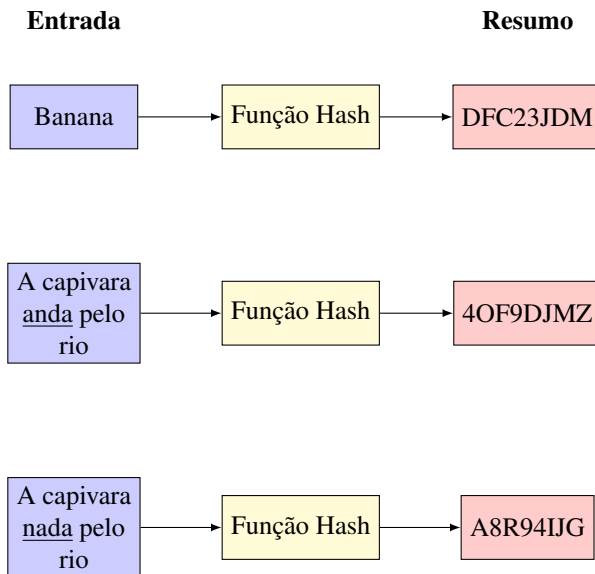 Entrada
Resumo
Banana
Função Hash
DFC23JDM
A capivara
anda pelo
rio
Função Hash
4OF9DJMZ
A capivara
nada pelo
rio
Função Hash
A8R94IJG